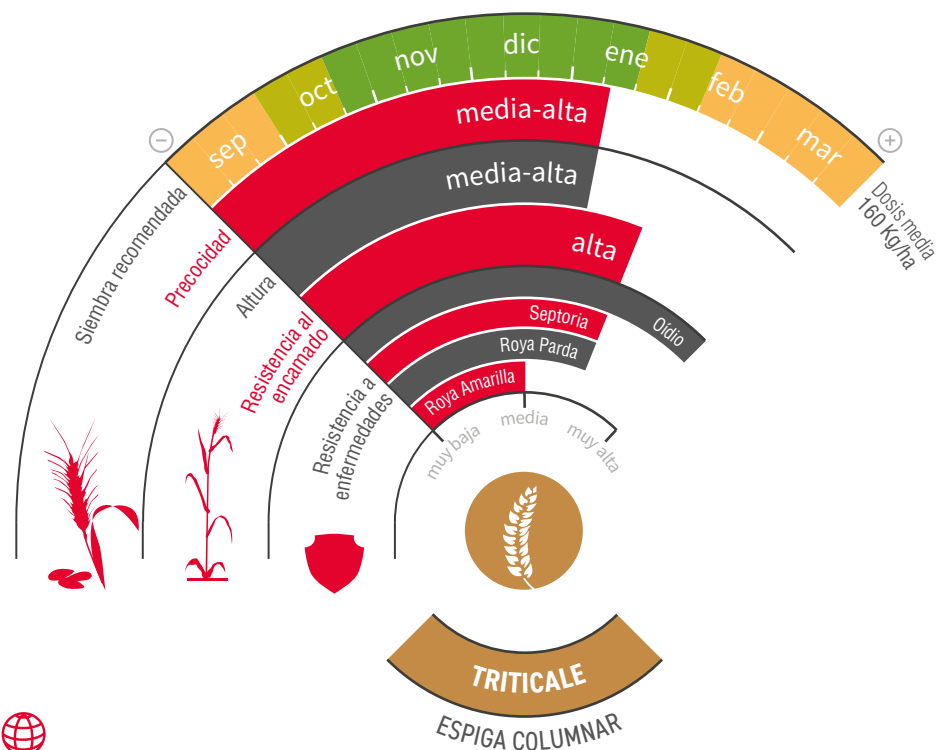 sep
oct
nov
dic
ene
feb
mar
Siembra recomendada
Dosis media
160 Kg/ha
Precocidad
media-alta
Altura
media-alta
Resistencia al
encamado
alta
Resistencia a
enfermedades
Oídio
Septoria
Roya Parda
Roya Amarilla
muy baja
media
muy alta
TRITICALE
ESPIGA COLUMNAR